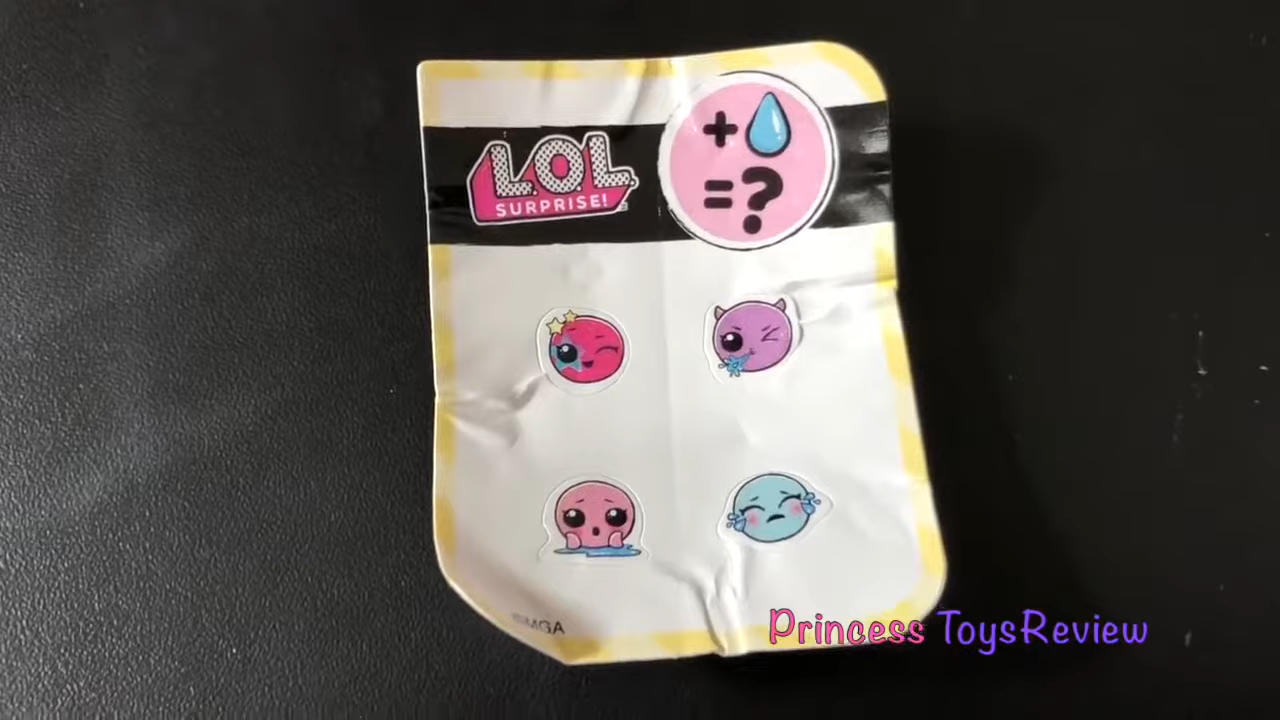 L.O.L.
SURPRISE!
+
=?
©MGA
Princess ToysReview